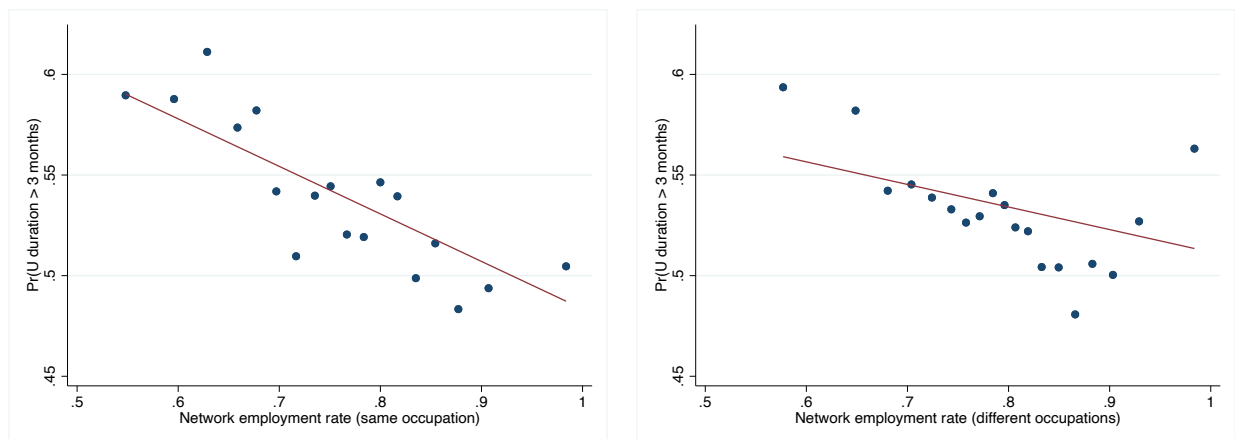 .6
.55
.5
.45
Pr(U duration > 3 months)
.5 .6 .7 .8 .9 1
Network employment rate (same occupation)
.6
.55
.5
.45
Pr(U duration > 3 months)
.5 .6 .7 .8 .9 1
Network employment rate (different occupations)